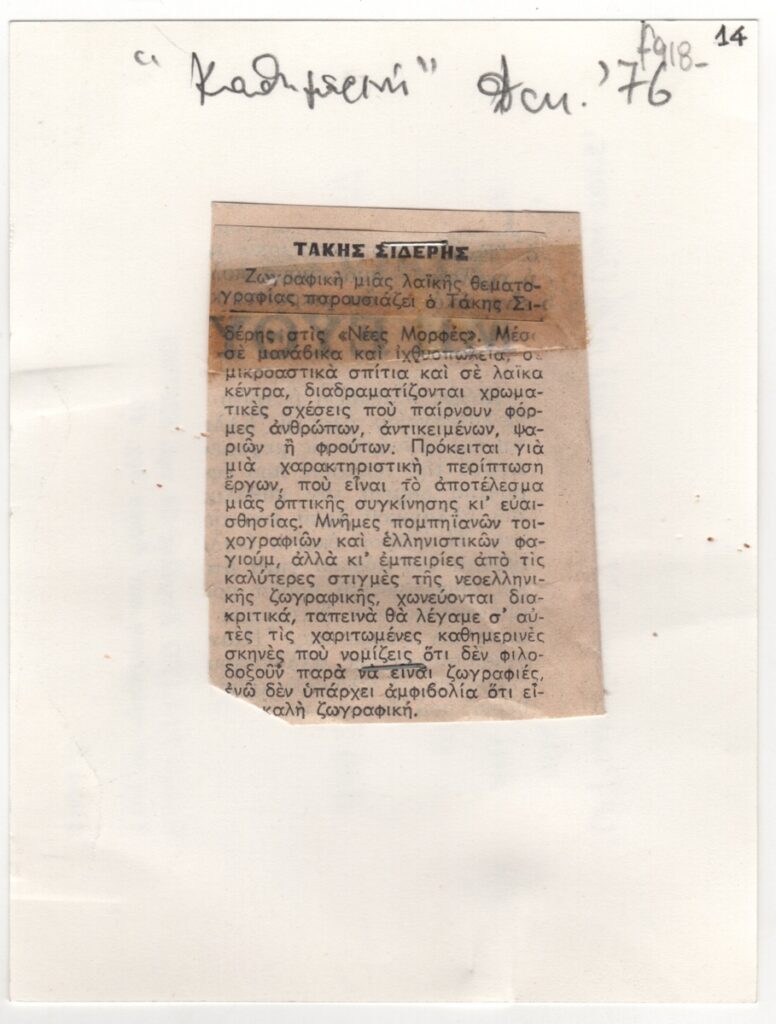 14
"Καθημερινή" Δεκ. '76
ΤΑΚΗΣ ΣΙΔΕΡΗΣ
Ζωγραφικὴ μιᾶς λαϊκῆς θεματο-
γραφίας παρουσιάζει ὁ Τάκης Σι-
δέρης στὶς «Νέες Μορφές». Μέσα
σὲ μανάβικα καὶ ἰχθυοπωλεῖα, σὲ
μικροαστικὰ σπίτια καὶ σὲ λαϊκὰ
κέντρα, διαδραματίζονται χρωμα-
τικὲς σχέσεις ποὺ παίρνουν φόρ-
μες ἀνθρώπων, ἀντικειμένων, ψα-
ριῶν ἢ φρούτων. Πρόκειται γιὰ
μιὰ χαρακτηριστικὴ περίπτωση
ἔργων, ποὺ εἶναι τὸ ἀποτέλεσμα
μιᾶς ὀπτικῆς συγκίνησης κι' εὐαι-
σθησίας. Μνῆμες πομπηϊανῶν τοι-
χογραφιῶν καὶ ἑλληνιστικῶν φα-
γιούμ, ἀλλὰ κι' ἐμπειρίες ἀπὸ τὶς
καλύτερες στιγμὲς τῆς νεοελληνι-
κῆς ζωγραφικῆς, χωνεύονται δια-
κριτικά, ταπεινὰ θὰ λέγαμε σ' αὐ-
τὲς τὶς χαριτωμένες καθημερινὲς
σκηνὲς ποὺ νομίζεις ὅτι δὲν φιλο-
δοξοῦν παρὰ νὰ εἶναι ζωγραφιές,
ἐνῶ δὲν ὑπάρχει ἀμφιβολία ὅτι εἶ-
καλὴ ζωγραφική.